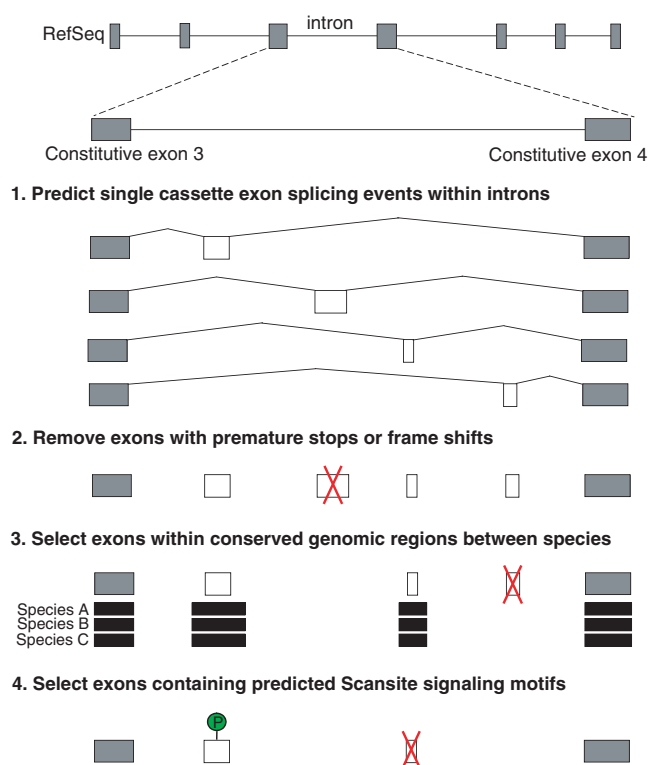 intron
RefSeq
Constitutive exon 3
Constitutive exon 4
1. Predict single cassette exon splicing events within introns
2. Remove exons with premature stops or frame shifts
3. Select exons within conserved genomic regions between species
Species A
Species B
Species C
4. Select exons containing predicted Scansite signaling motifs
P